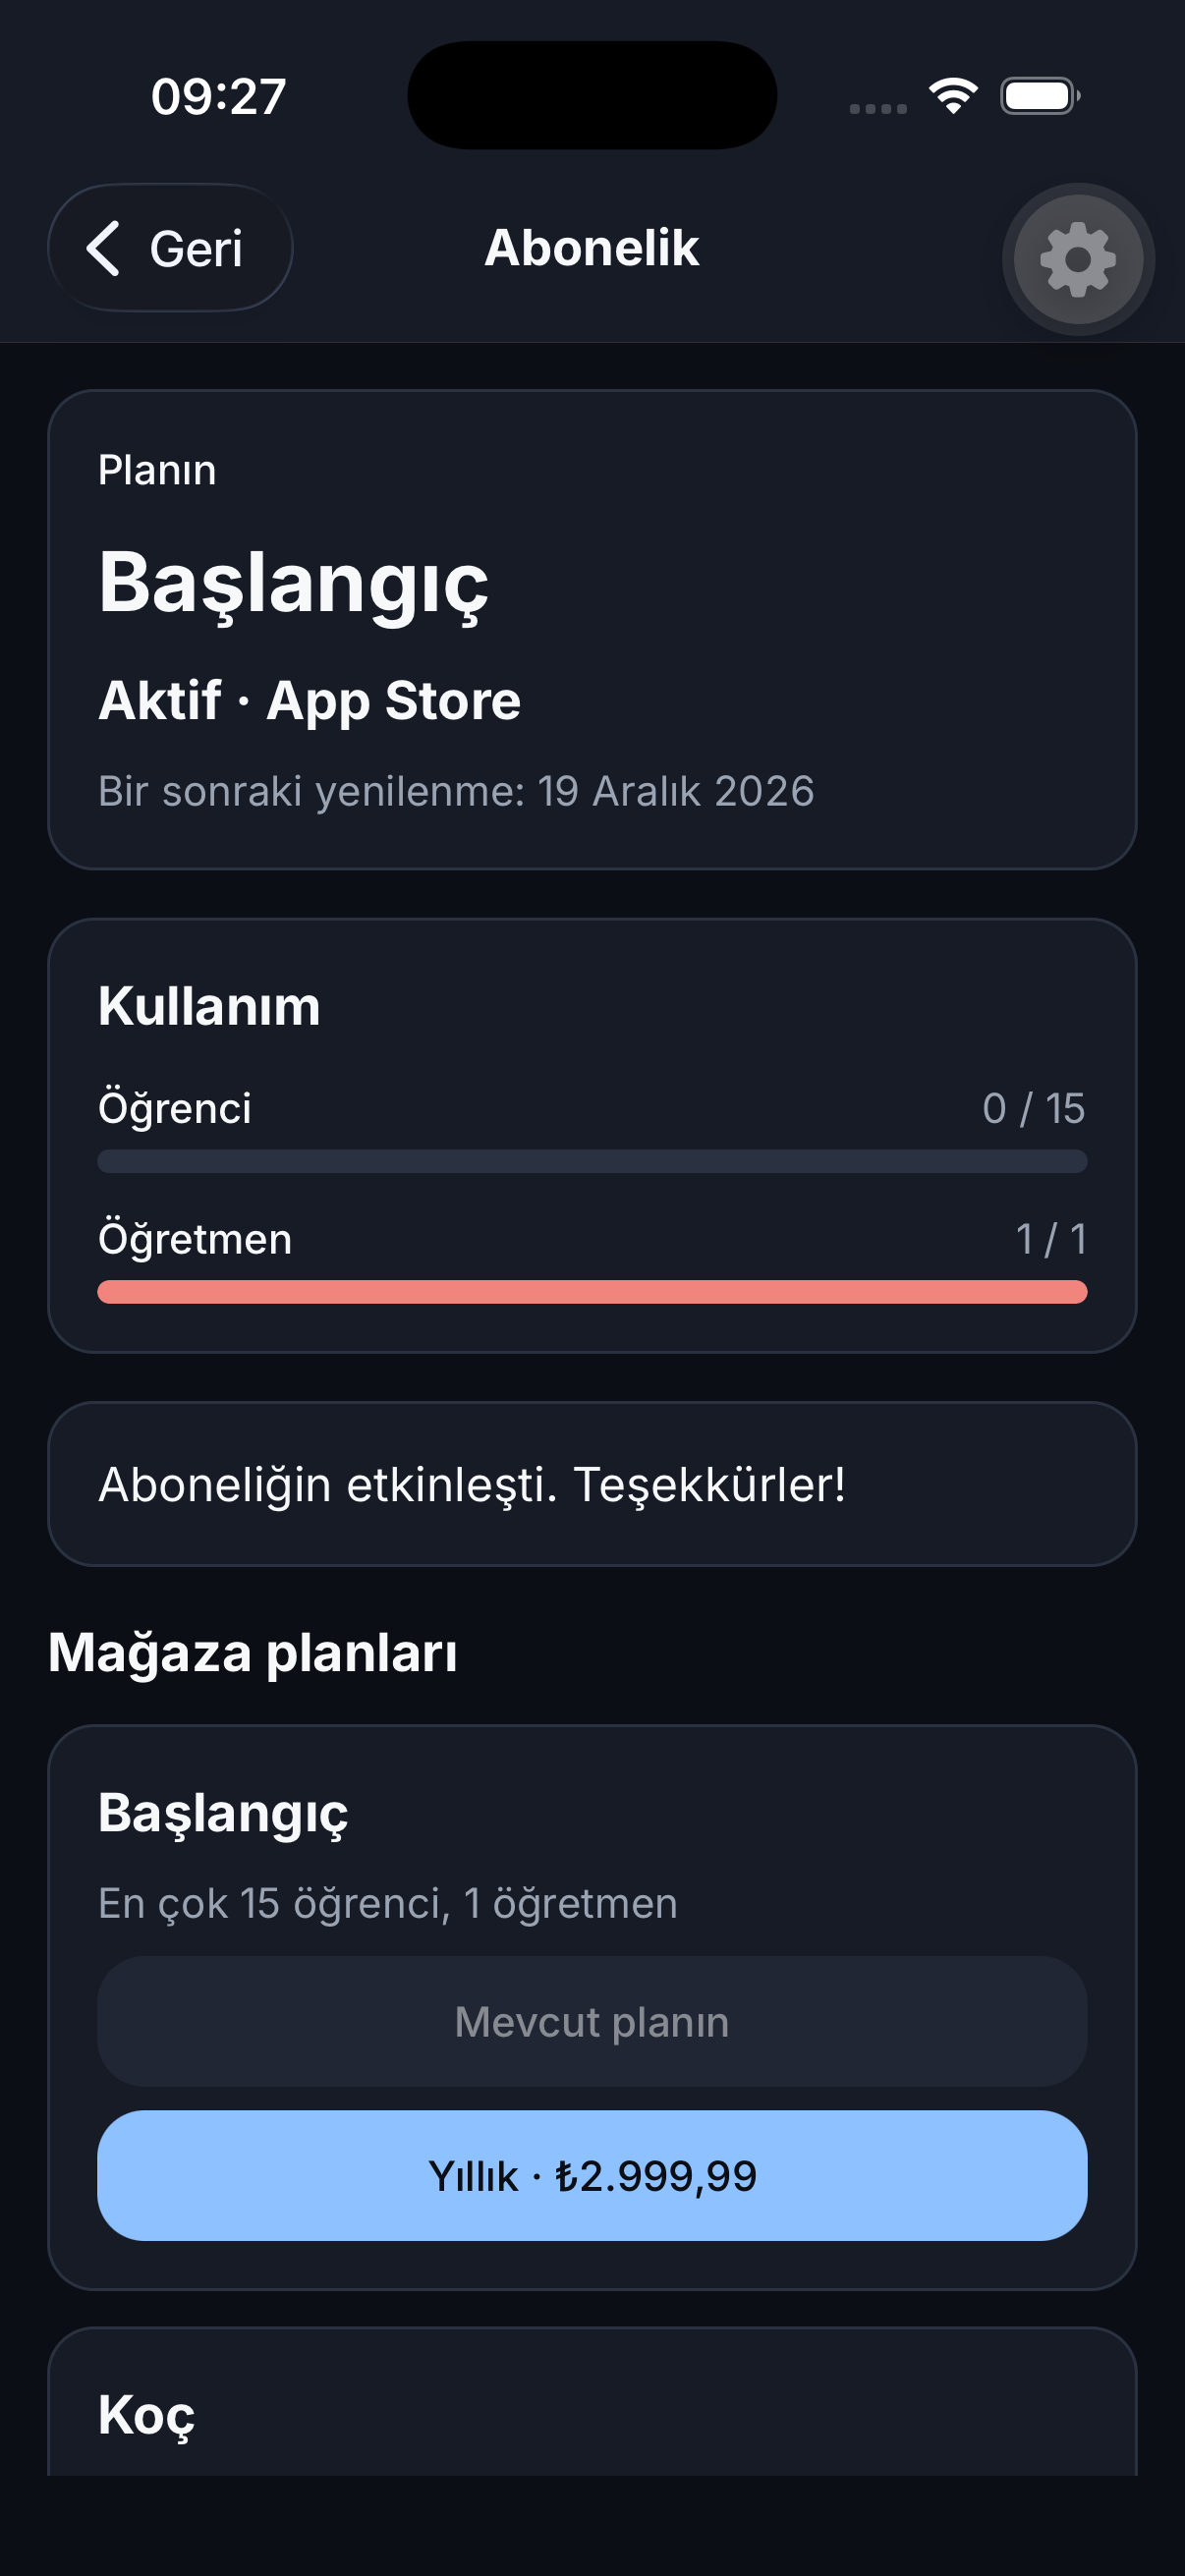 09:27
Geri
Abonelik
Planın
Başlangıç
Aktif · App Store
Bir sonraki yenilenme: 19 Aralık 2026
Kullanım
Öğrenci 0 / 15
Öğretmen 1 / 1
Aboneliğin etkinleşti. Teşekkürler!
Mağaza planları
Başlangıç
En çok 15 öğrenci, 1 öğretmen
Mevcut planın
Yıllık · ₺2.999,99
Koç